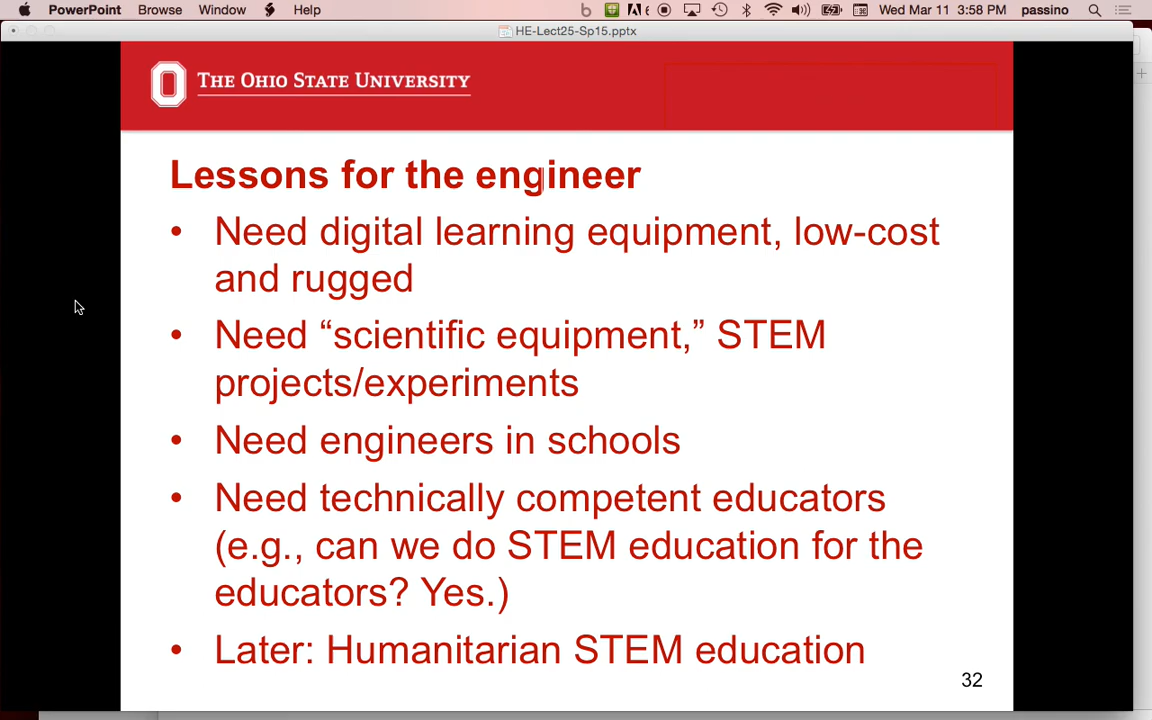 PowerPoint Browse Window Help Wed Mar 11 3:58 PM passino
HE-Lect25-Sp15.pptx
THE OHIO STATE UNIVERSITY
Lessons for the engineer
• Need digital learning equipment, low-cost
and rugged
• Need “scientific equipment,” STEM
projects/experiments
• Need engineers in schools
• Need technically competent educators
(e.g., can we do STEM education for the
educators? Yes.)
• Later: Humanitarian STEM education
32